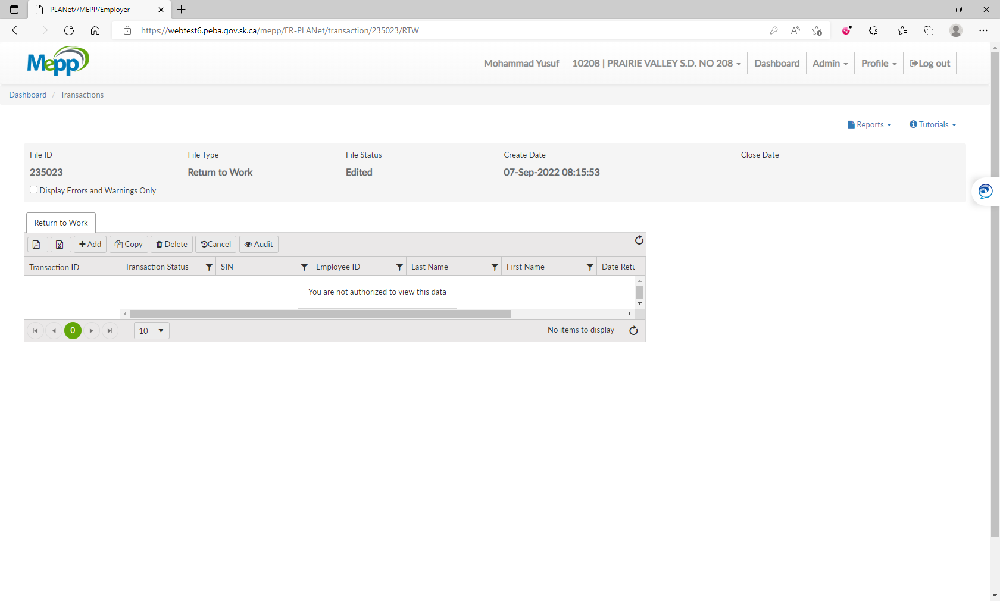 PLANet//MEPP/Employer
https://webtest6.peba.gov.sk.ca/mepp/ER-PLANet/transaction/235023/RTW
Mepp
Mohammad Yusuf
10208 | PRAIRIE VALLEY S.D. NO 208
Dashboard
Admin
Profile
Log out
Dashboard / Transactions
Reports
Tutorials
File ID
File Type
File Status
Create Date
Close Date
235023
Return to Work
Edited
07-Sep-2022 08:15:53
Display Errors and Warnings Only
Return to Work
Add
Copy
Delete
Cancel
Audit
Transaction ID
Transaction Status
SIN
Employee ID
Last Name
First Name
Date Retu
You are not authorized to view this data
0
10
No items to display